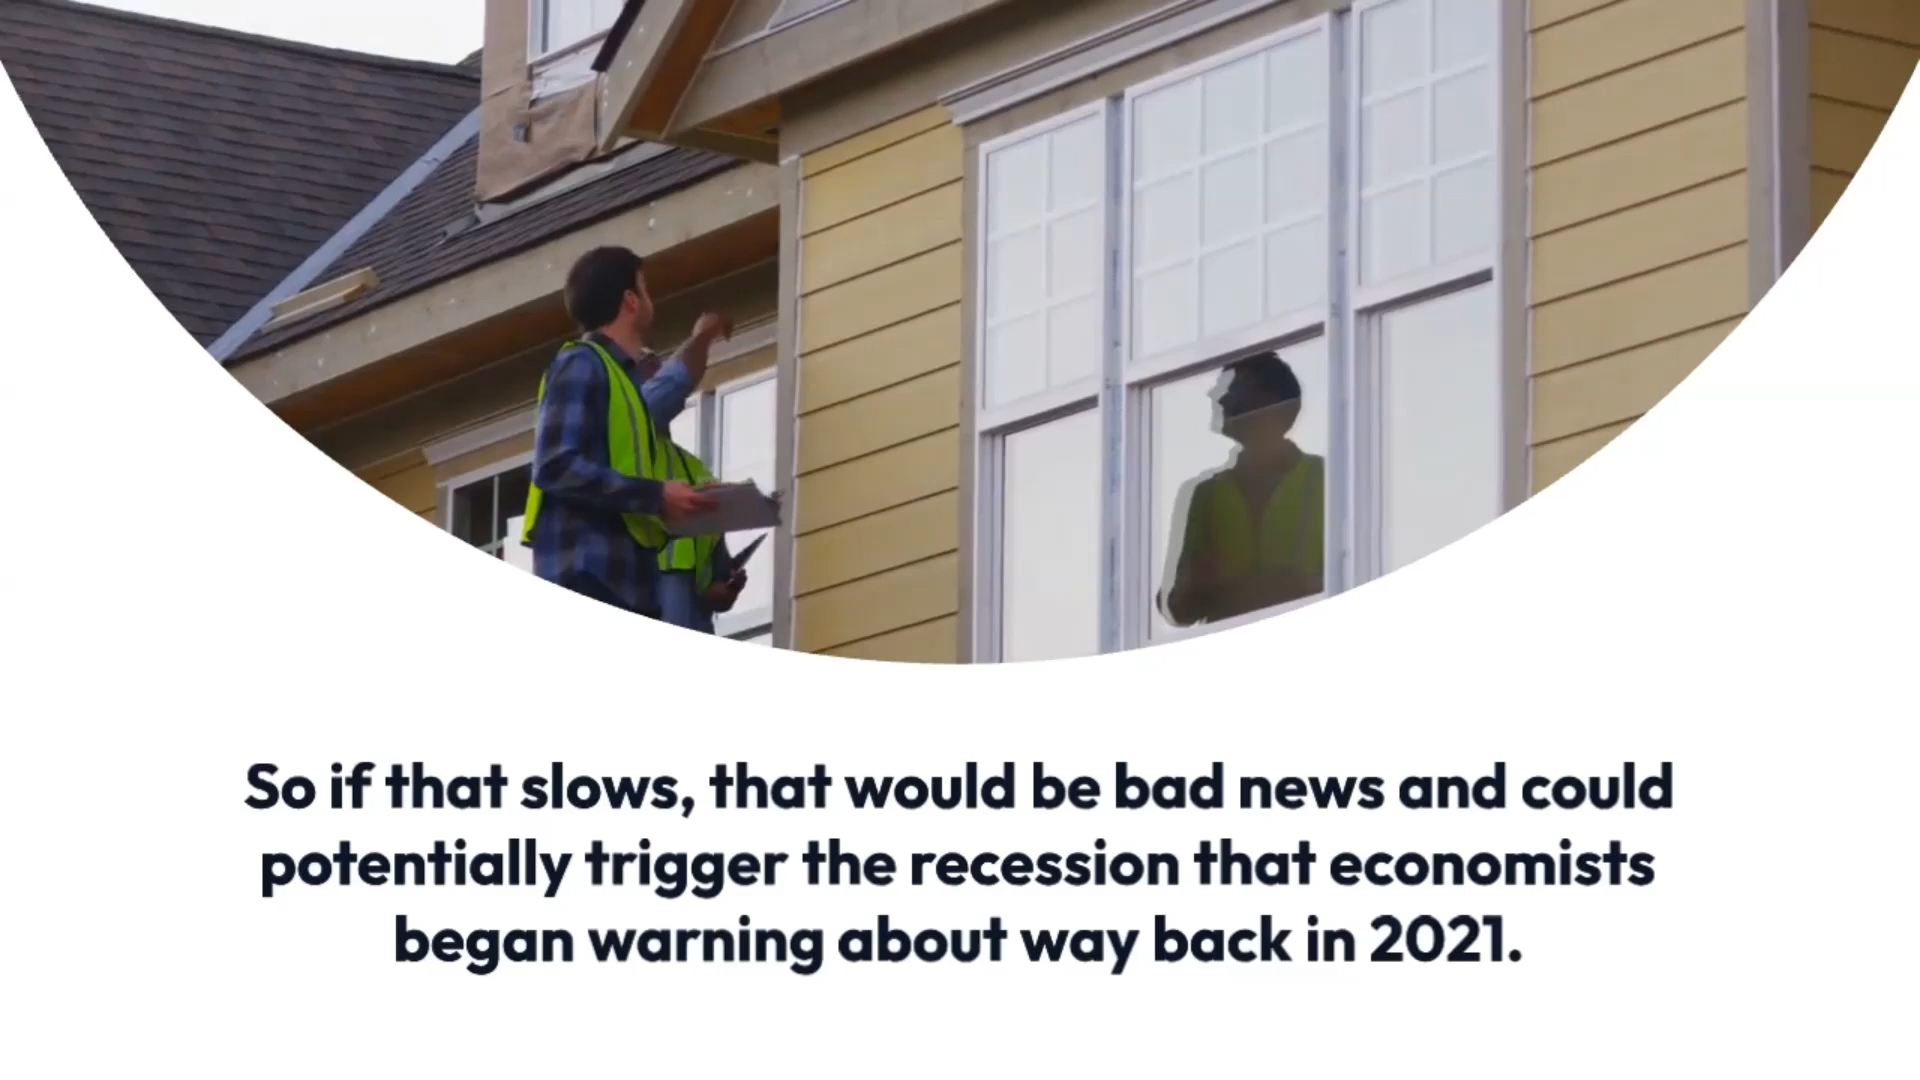 So if that slows, that would be bad news and could
potentially trigger the recession that economists
began warning about way back in 2021.